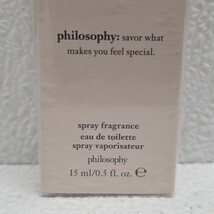 philosophy: savor what
makes you feel special.
spray fragrance
eau de toilette
spray vaporisateur
philosophy
15 ml/0.5 fl. oz. ℮